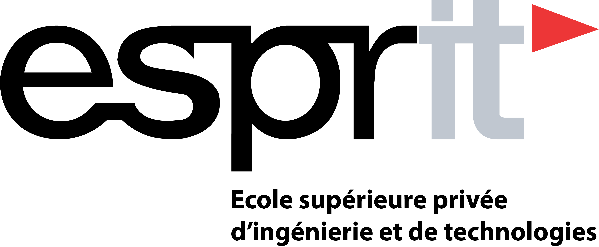 esprit
Ecole supérieure privée
d'ingénierie et de technologies